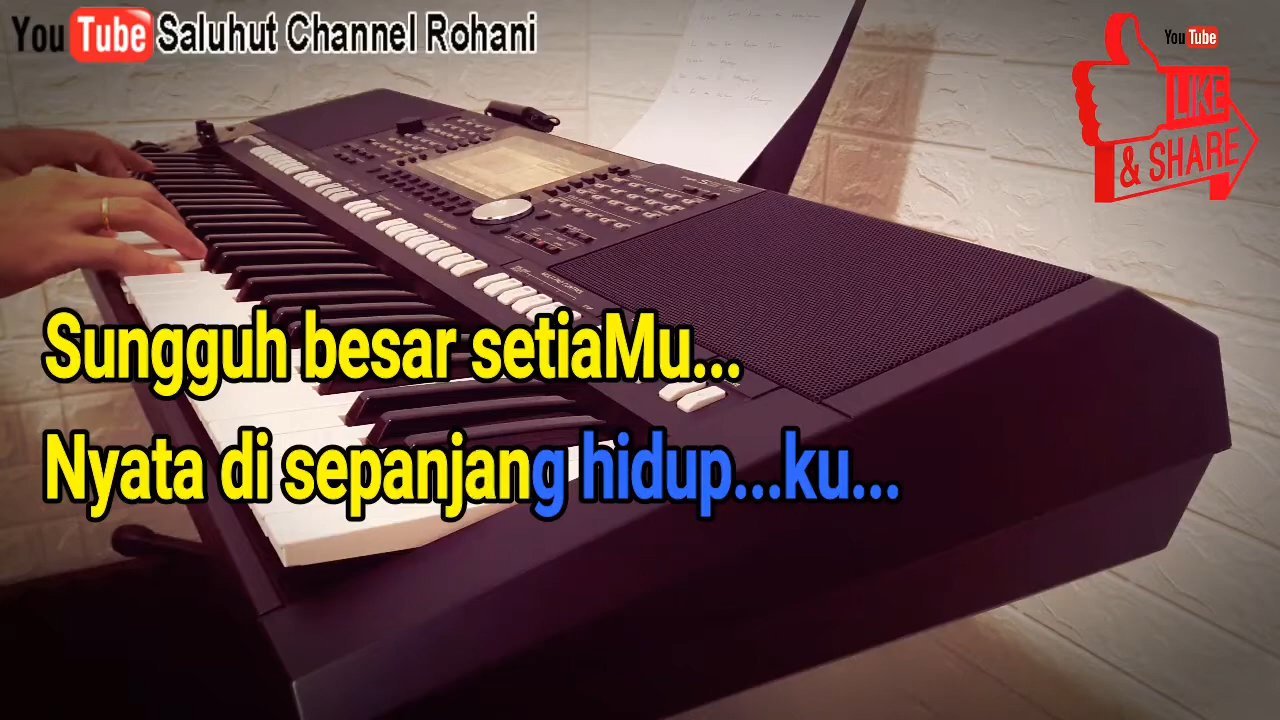 YouTube Saluhut Channel Rohani
YouTube
LIKE
& SHARE
Sungguh besar setiaMu...
Nyata di sepanjang hidup...ku...